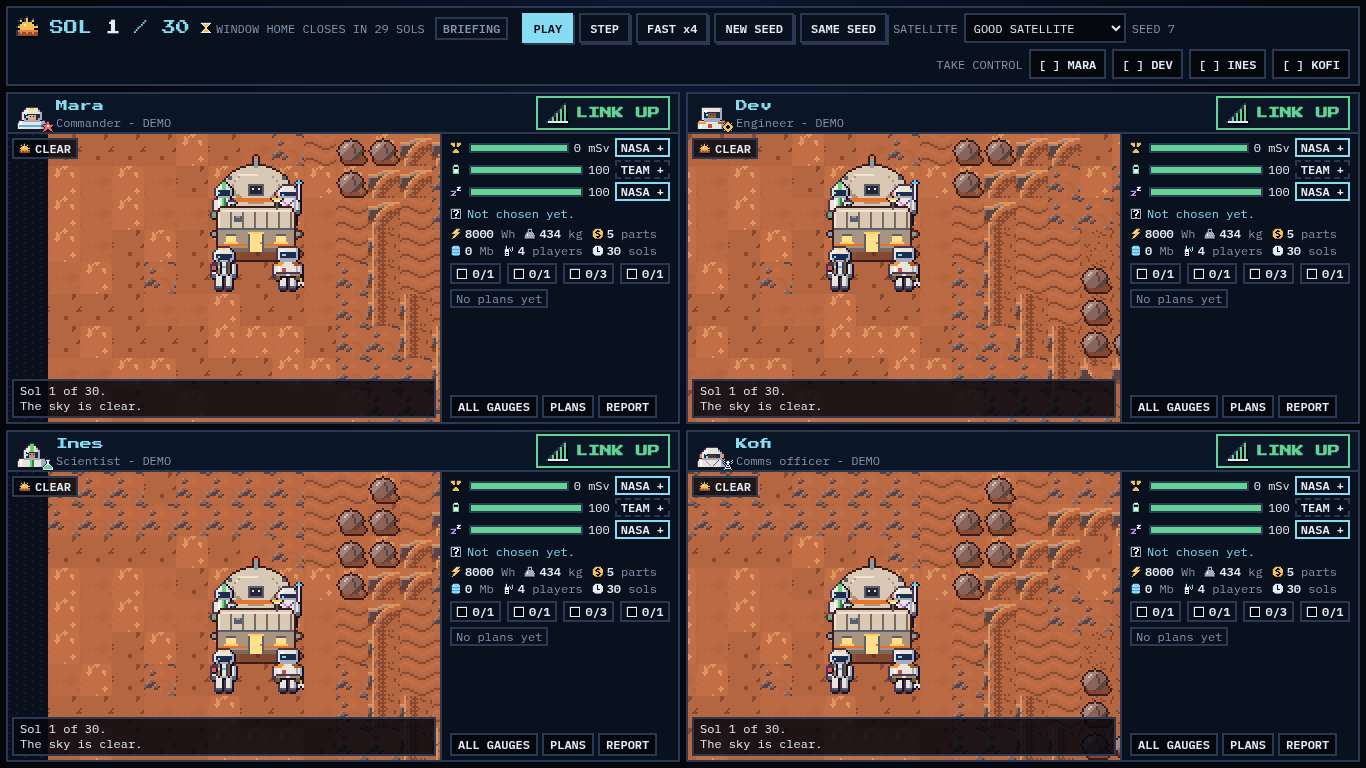 SOL 1 / 30 WINDOW HOME CLOSES IN 29 SOLS BRIEFING PLAY STEP FAST x4 NEW SEED SAME SEED SATELLITE GOOD SATELLITE SEED 7
TAKE CONTROL [ ] MARA [ ] DEV [ ] INES [ ] KOFI
Mara
Commander - DEMO
LINK UP
CLEAR
0 mSv NASA +
100 TEAM +
100 NASA +
Not chosen yet.
8000 Wh 434 kg 5 parts
0 Mb 4 players 30 sols
0/1 0/1 0/3 0/1
No plans yet
Sol 1 of 30.
The sky is clear.
ALL GAUGES PLANS REPORT
Dev
Engineer - DEMO
LINK UP
CLEAR
0 mSv NASA +
100 TEAM +
100 NASA +
Not chosen yet.
8000 Wh 434 kg 5 parts
0 Mb 4 players 30 sols
0/1 0/1 0/3 0/1
No plans yet
Sol 1 of 30.
The sky is clear.
ALL GAUGES PLANS REPORT
Ines
Scientist - DEMO
LINK UP
CLEAR
0 mSv NASA +
100 TEAM +
100 NASA +
Not chosen yet.
8000 Wh 434 kg 5 parts
0 Mb 4 players 30 sols
0/1 0/1 0/3 0/1
No plans yet
Sol 1 of 30.
The sky is clear.
ALL GAUGES PLANS REPORT
Kofi
Comms officer - DEMO
LINK UP
CLEAR
0 mSv NASA +
100 TEAM +
100 NASA +
Not chosen yet.
8000 Wh 434 kg 5 parts
0 Mb 4 players 30 sols
0/1 0/1 0/3 0/1
No plans yet
Sol 1 of 30.
The sky is clear.
ALL GAUGES PLANS REPORT